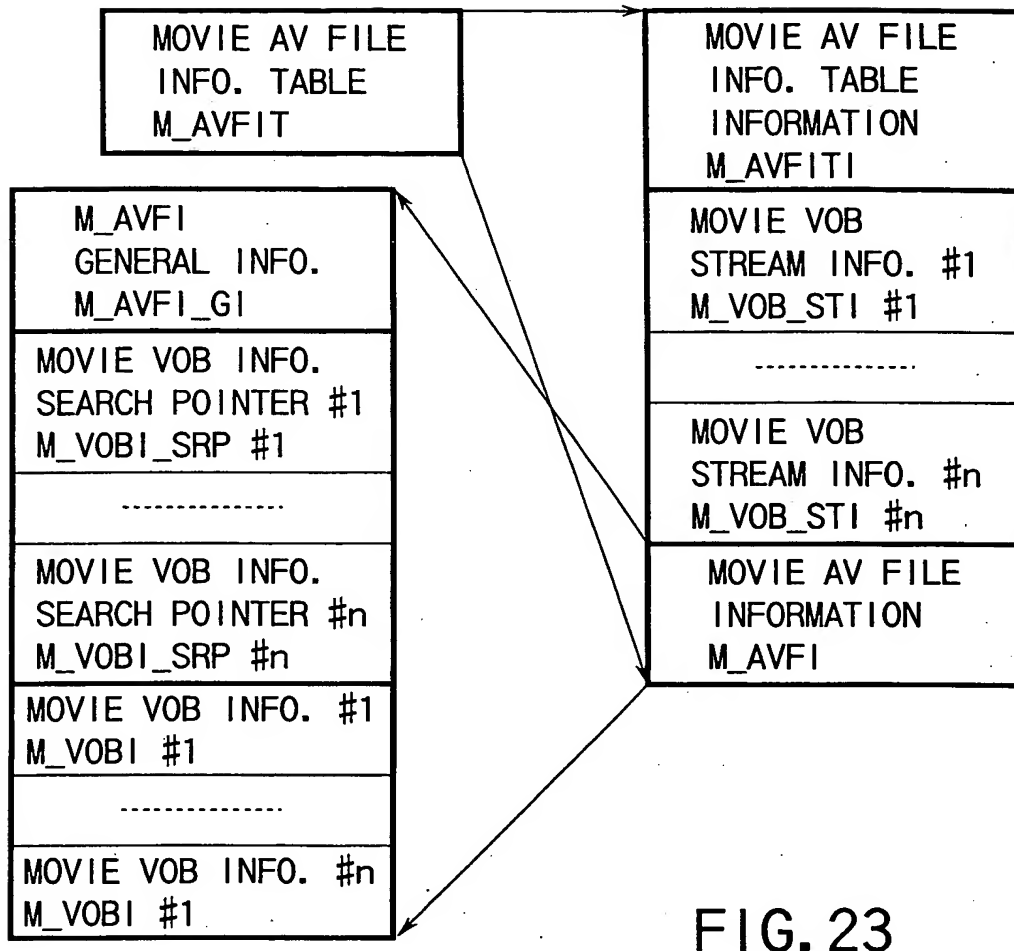 MOVIE AV FILE
INFO. TABLE
M_AVFIT
MOVIE AV FILE
INFO. TABLE
INFORMATION
M_AVFITI
MOVIE VOB
STREAM INFO. #1
M_VOB_STI #1
MOVIE VOB
STREAM INFO. #n
M_VOB_STI #n
MOVIE AV FILE
INFORMATION
M_AVFI
M_AVFI
GENERAL INFO.
M_AVFI_GI
MOVIE VOB INFO.
SEARCH POINTER #1
M_VOBI_SRP #1
MOVIE VOB INFO.
SEARCH POINTER #n
M_VOBI_SRP #n
MOVIE VOB INFO. #1
M_VOBI #1
MOVIE VOB INFO. #n
M_VOBI #1
FIG. 23